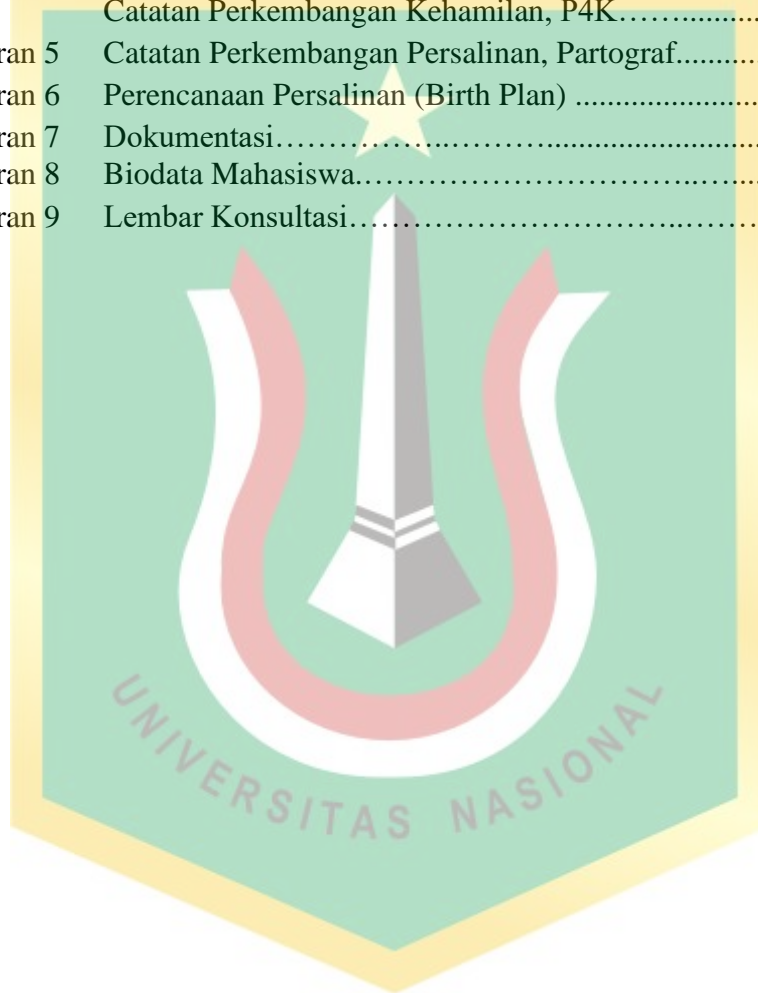 Catatan Perkembangan Kehamilan, P4K……..........
ran 5 Catatan Perkembangan Persalinan, Partograf...........
ran 6 Perencanaan Persalinan (Birth Plan) .......................
ran 7 Dokumentasi……………..………........................
ran 8 Biodata Mahasiswa.…………………………..…....
ran 9 Lembar Konsultasi…………………………..……
UNIVERSITAS NASIONAL